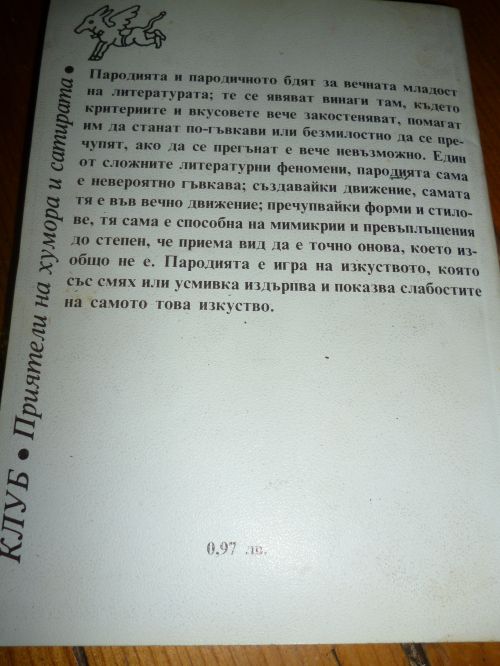 Пародията и пародичното бдят за вечната младост
на литературата; те се явяват винаги там, където
критериите и вкусовете вече закостеняват, помагат
им да станат по-гъвкави или безмилостно да се пре-
чупят, ако да се прегънат е вече невъзможно. Един
от сложните литературни феномени, пародията сама
е невероятно гъвкава; създавайки движение, самата
тя е във вечно движение; пречупвайки форми и стило-
ве, тя сама е способна на мимикрии и превъплъщения
до степен, че приема вид да е точно онова, което из-
общо не е. Пародията е игра на изкуството, която
със смях или усмивка издърпва и показва слабостите
на самото това изкуство.
КЛУБ • Приятели на хумора и сатирата •
0,97 лв.